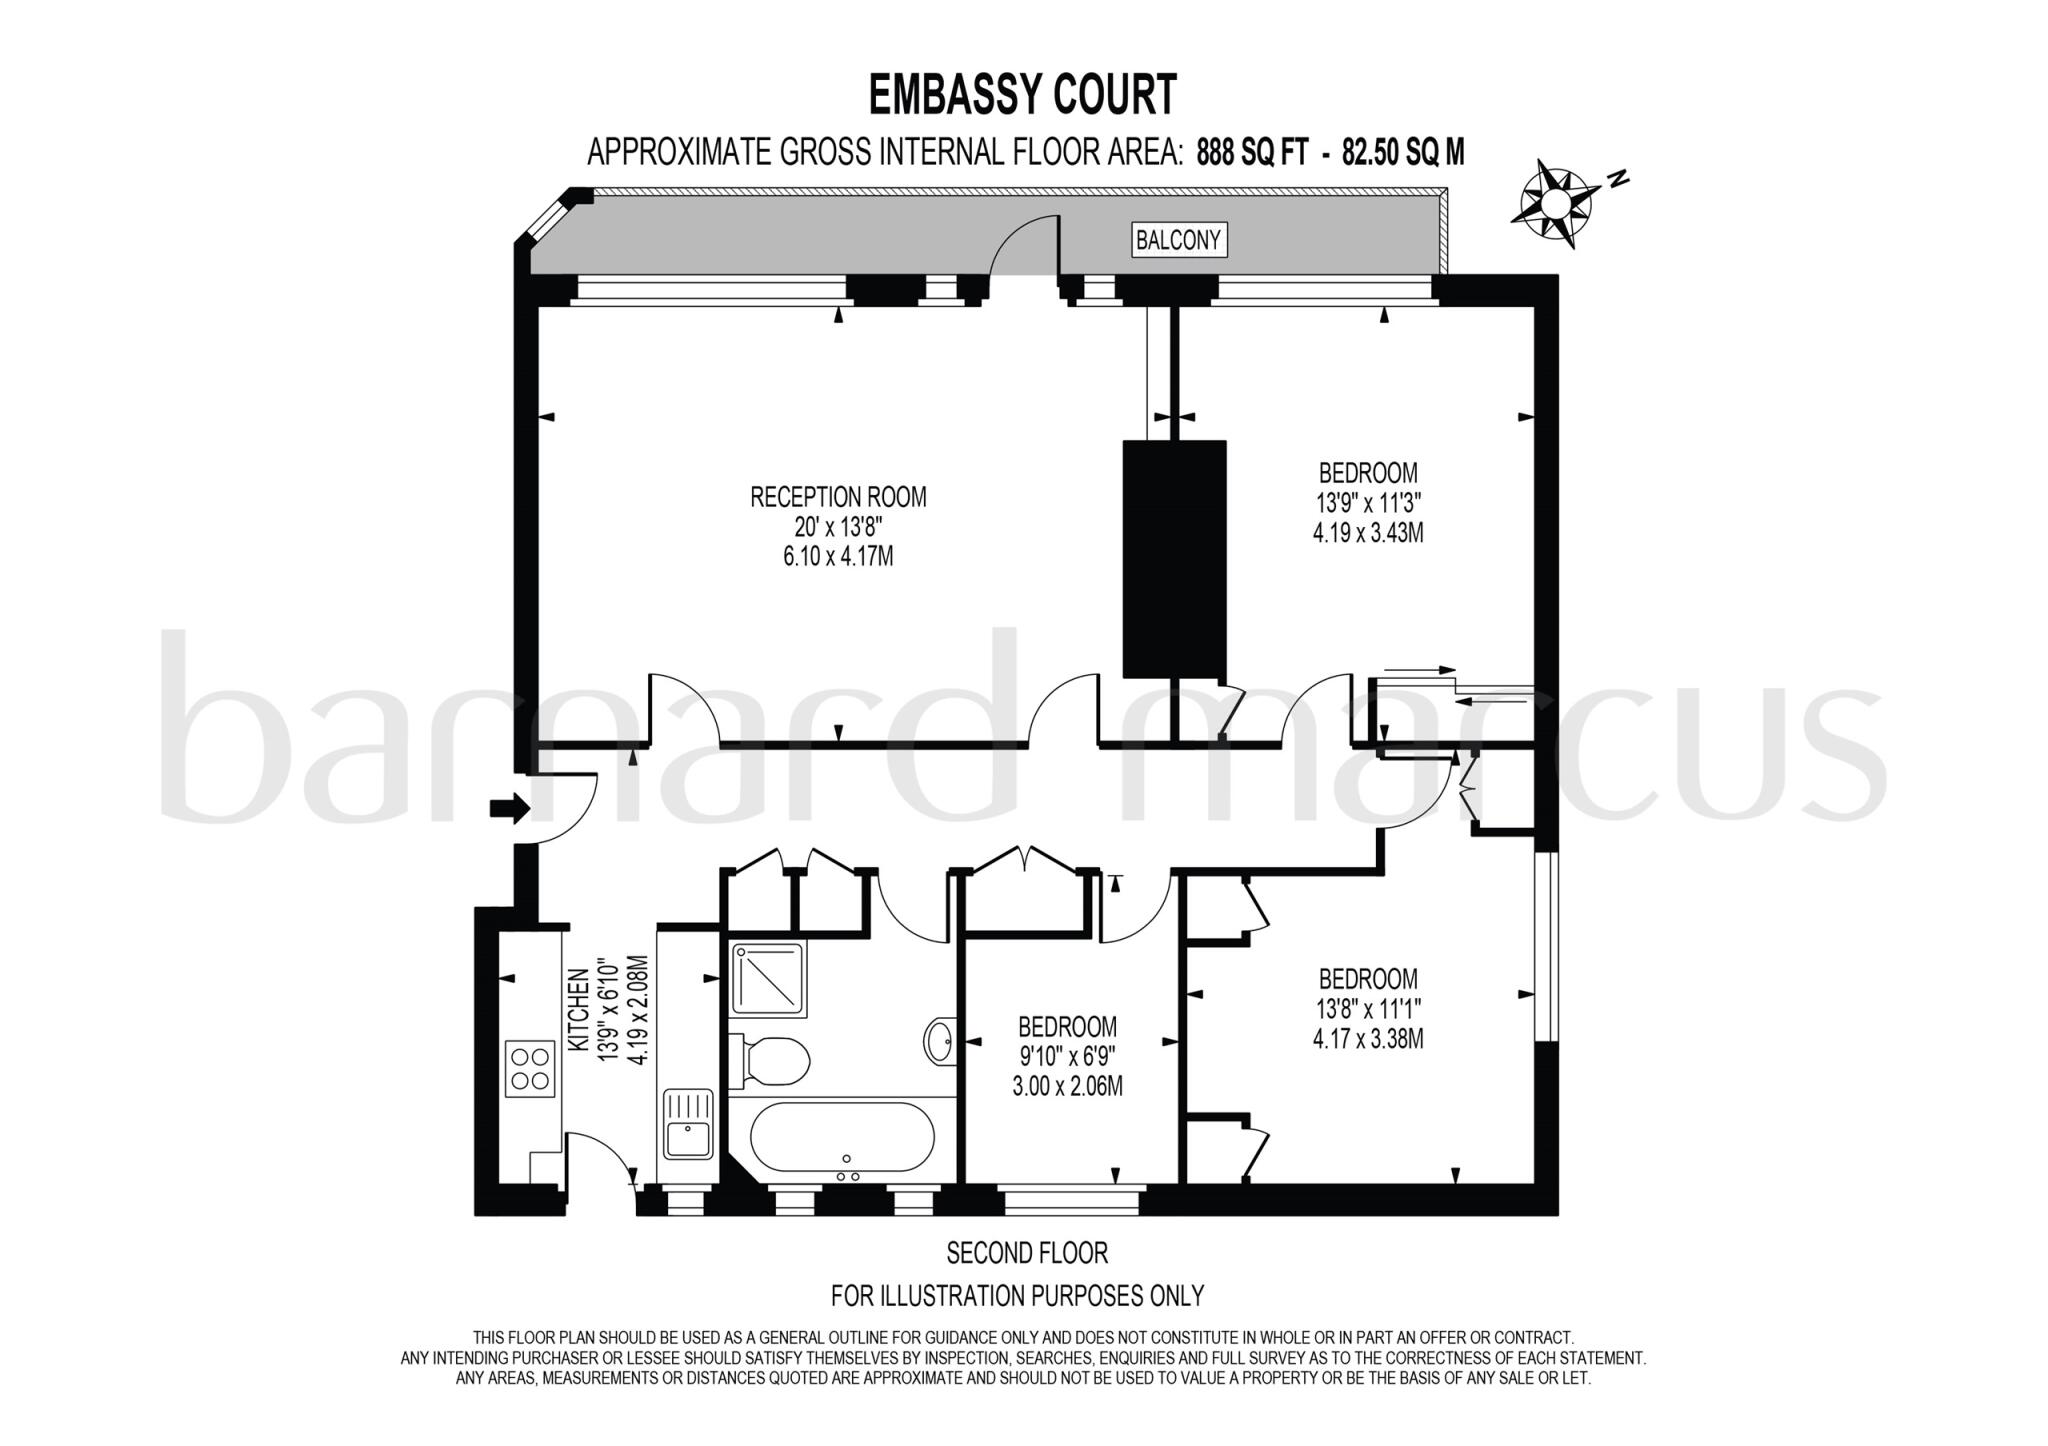 EMBASSY COURT
APPROXIMATE GROSS INTERNAL FLOOR AREA: 888 SQ FT - 82.50 SQ M
N
BALCONY
RECEPTION ROOM
20' x 13'8"
6.10 x 4.17M
BEDROOM
13'9" x 11'3"
4.19 x 3.43M
barnard marcus
KITCHEN
13'9" x 6'10"
4.19 x 2.08M
BEDROOM
9'10" x 6'9"
3.00 x 2.06M
BEDROOM
13'8" x 11'1"
4.17 x 3.38M
SECOND FLOOR
FOR ILLUSTRATION PURPOSES ONLY
THIS FLOOR PLAN SHOULD BE USED AS A GENERAL OUTLINE FOR GUIDANCE ONLY AND DOES NOT CONSTITUTE IN WHOLE OR IN PART AN OFFER OR CONTRACT.
ANY INTENDING PURCHASER OR LESSEE SHOULD SATISFY THEMSELVES BY INSPECTION, SEARCHES, ENQUIRIES AND FULL SURVEY AS TO THE CORRECTNESS OF EACH STATEMENT.
ANY AREAS, MEASUREMENTS OR DISTANCES QUOTED ARE APPROXIMATE AND SHOULD NOT BE USED TO VALUE A PROPERTY OR BE THE BASIS OF ANY SALE OR LET.